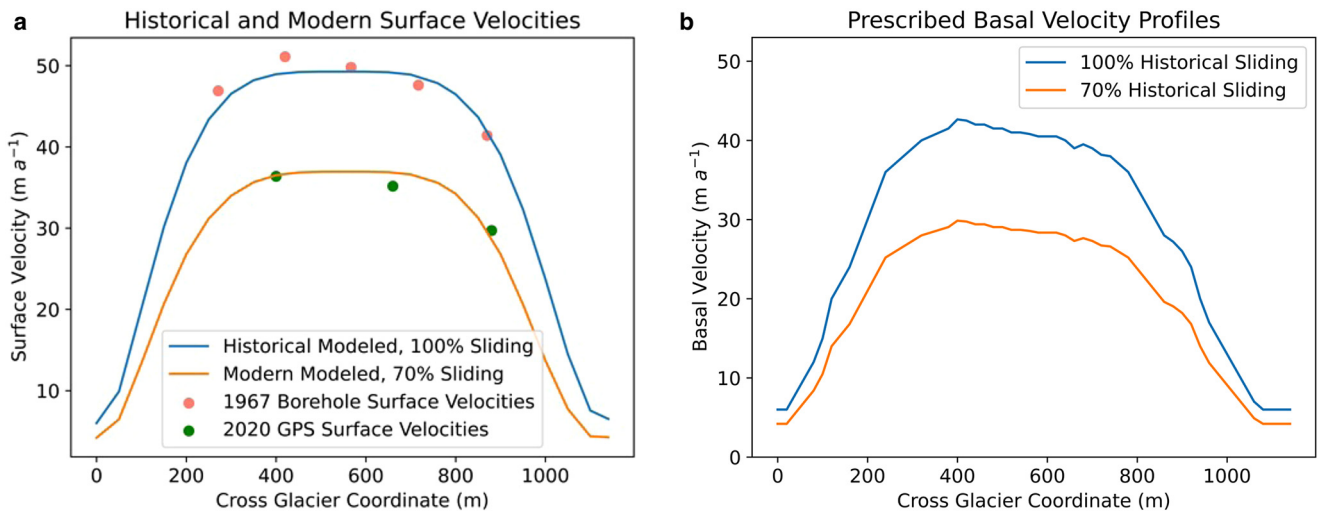 a
Historical and Modern Surface Velocities
Surface Velocity (m a⁻¹)
50
40
30
20
10
Historical Modeled, 100% Sliding
Modern Modeled, 70% Sliding
1967 Borehole Surface Velocities
2020 GPS Surface Velocities
0 200 400 600 800 1000
Cross Glacier Coordinate (m)
b
Prescribed Basal Velocity Profiles
Basal Velocity (m a⁻¹)
50
40
30
20
10
0
100% Historical Sliding
70% Historical Sliding
0 200 400 600 800 1000
Cross Glacier Coordinate (m)